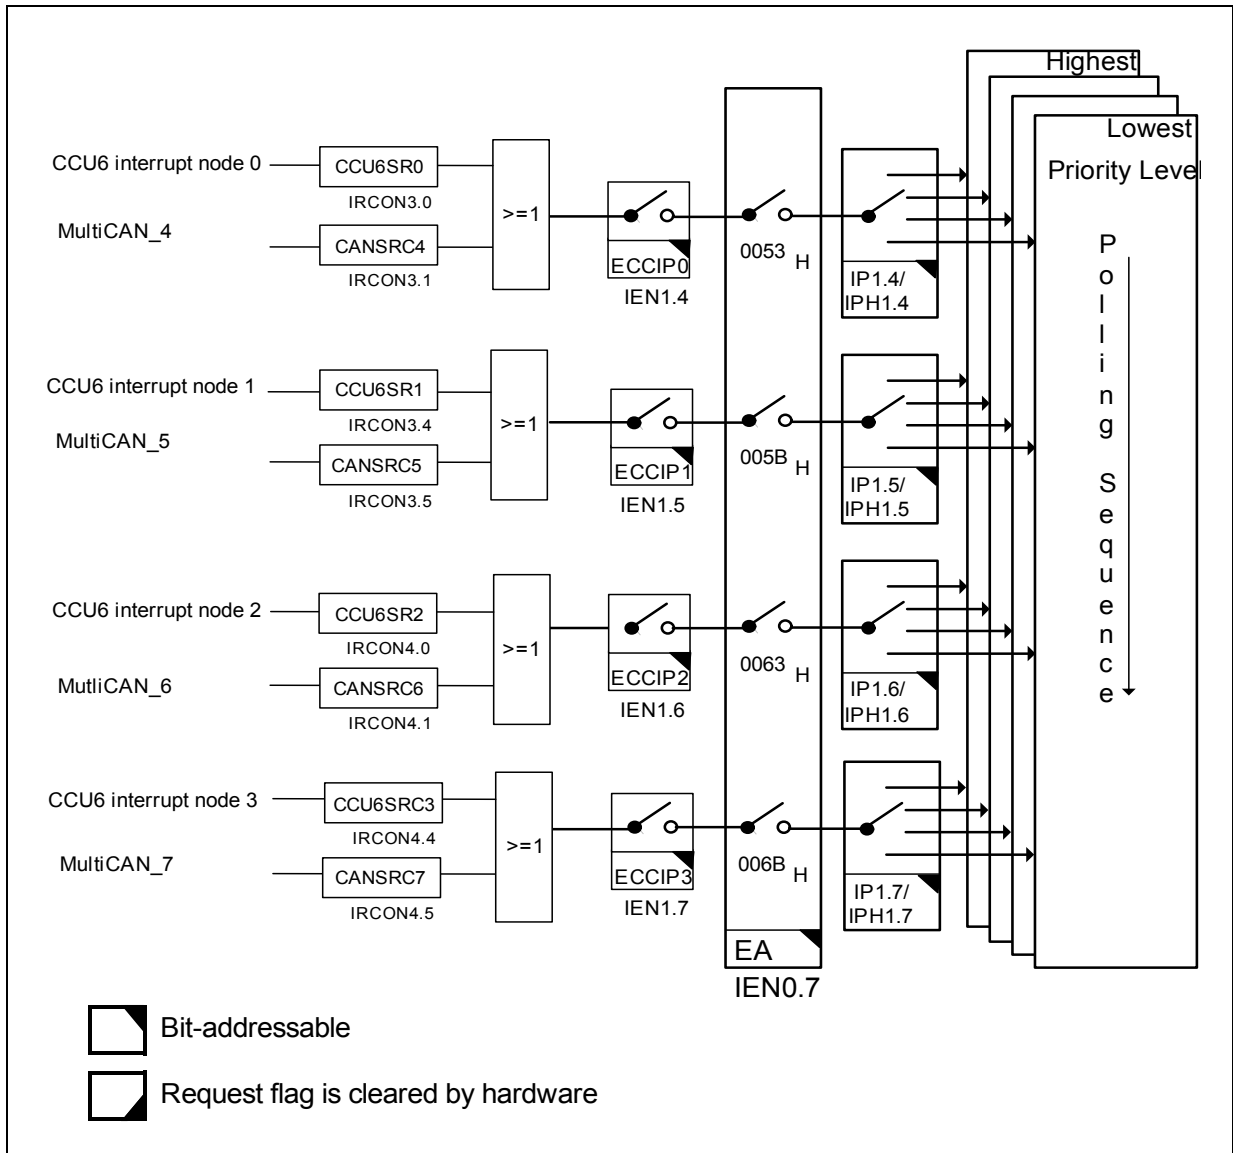 Highest
Lowest
Priority Level
CCU6 interrupt node 0
CCU6SR0
IRCON3.0
MultiCAN_4
CANSRC4
IRCON3.1
>=1
ECCIP0
IEN1.4
0053 H
IP1.4/
IPH1.4
CCU6 interrupt node 1
CCU6SR1
IRCON3.4
MultiCAN_5
CANSRC5
IRCON3.5
>=1
ECCIP1
IEN1.5
005B H
IP1.5/
IPH1.5
CCU6 interrupt node 2
CCU6SR2
IRCON4.0
MutliCAN_6
CANSRC6
IRCON4.1
>=1
ECCIP2
IEN1.6
0063 H
IP1.6/
IPH1.6
CCU6 interrupt node 3
CCU6SRC3
IRCON4.4
MultiCAN_7
CANSRC7
IRCON4.5
>=1
ECCIP3
IEN1.7
006B H
IP1.7/
IPH1.7
EA
IEN0.7
Polling Sequence
Bit-addressable
Request flag is cleared by hardware